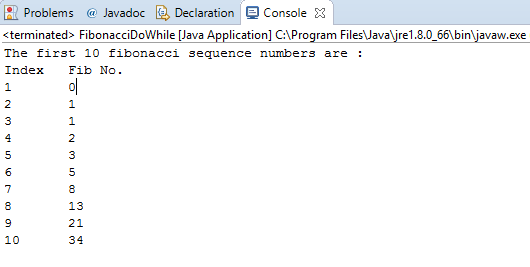 Problems @ Javadoc Declaration Console
<terminated> FibonacciDoWhile [Java Application] C:\Program Files\Java\jre1.8.0_66\bin\javaw.exe
The first 10 fibonacci sequence numbers are :
Index Fib No.
1 0
2 1
3 1
4 2
5 3
6 5
7 8
8 13
9 21
10 34